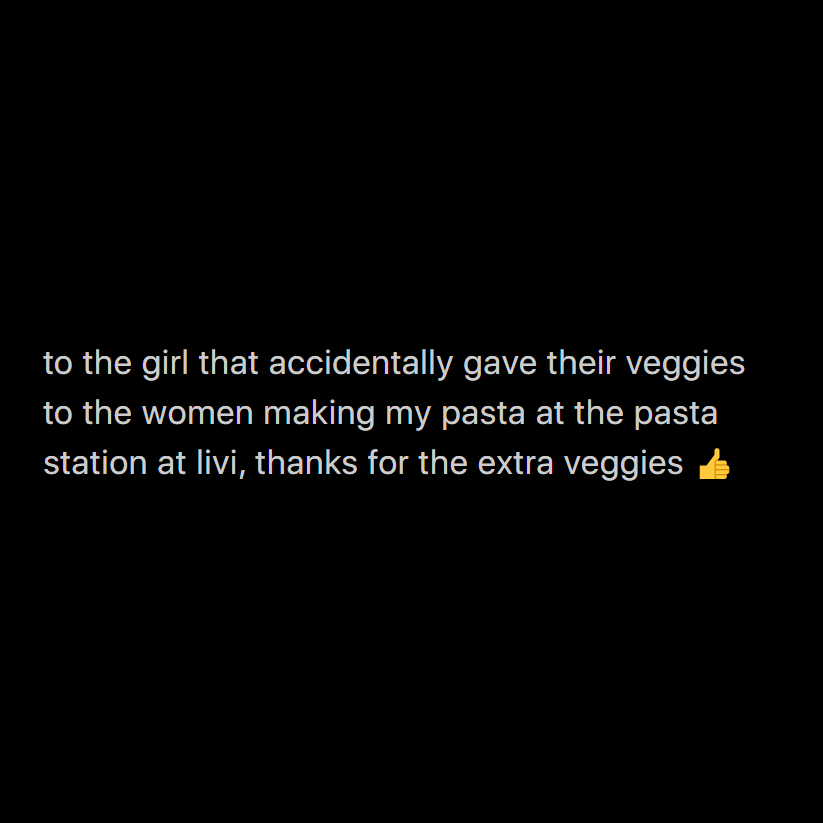 to the girl that accidentally gave their veggies
to the women making my pasta at the pasta
station at livi, thanks for the extra veggies 👍